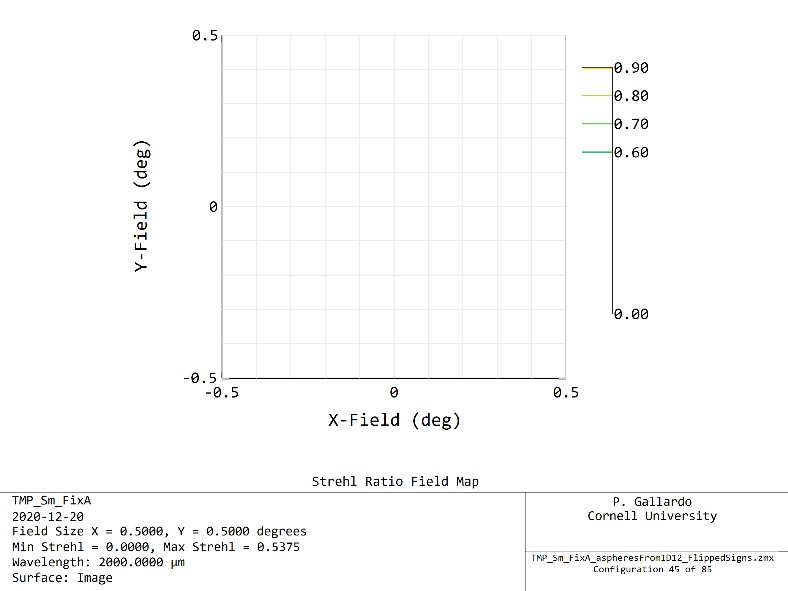 0.5
0
-0.5
Y-Field (deg)
-0.5 0 0.5
X-Field (deg)
0.90
0.80
0.70
0.60
0.00
Strehl Ratio Field Map
TMP_Sm_FixA
2020-12-20
Field Size X = 0.5000, Y = 0.5000 degrees
Min Strehl = 0.0000, Max Strehl = 0.5375
Wavelength: 2000.0000 µm
Surface: Image
P. Gallardo
Cornell University
TMP_Sm_FixA_aspheresFromID12_FlippedSigns.zmx
Configuration 45 of 85